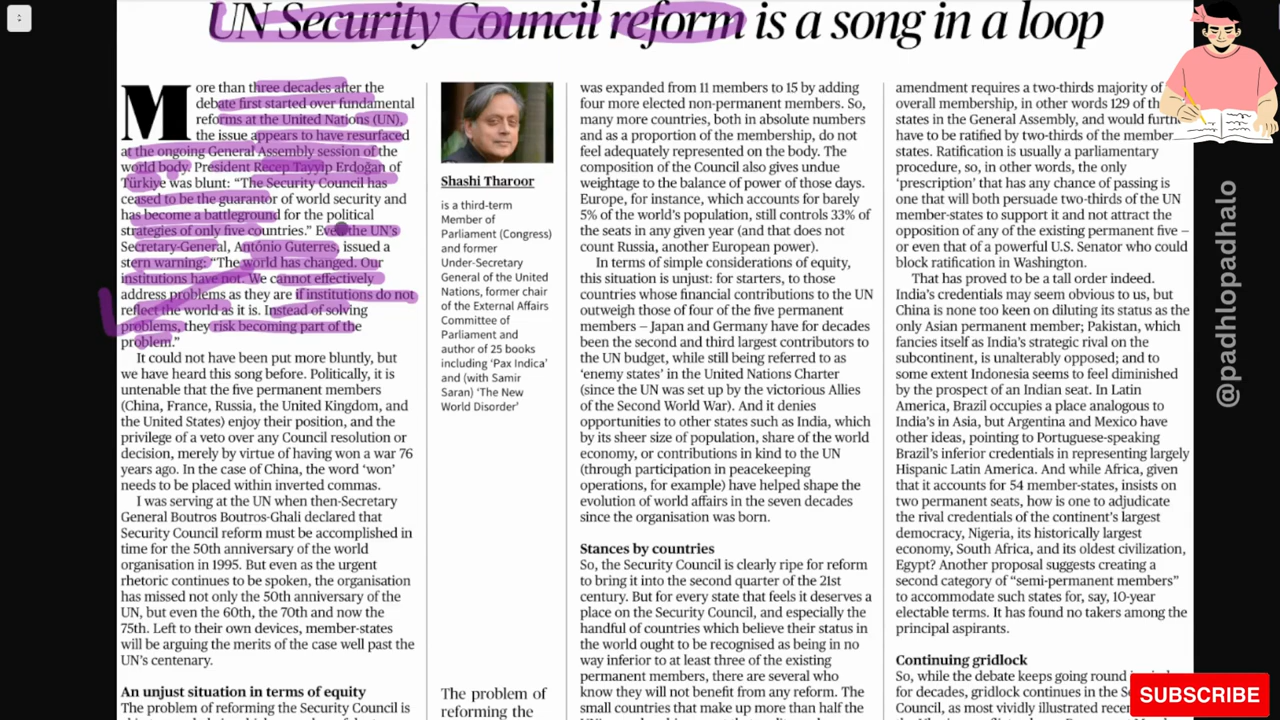 UN Security Council reform is a song in a loop
More than three decades after the
debate first started over fundamental
reforms at the United Nations (UN),
the issue appears to have resurfaced
at the ongoing General Assembly session of the
world body. President Recep Tayyip Erdoğan of
Türkiye was blunt: “The Security Council has
ceased to be the guarantor of world security and
has become a battleground for the political
strategies of only five countries.” Even the UN’s
Secretary-General, António Guterres, issued a
stern warning: “The world has changed. Our
institutions have not. We cannot effectively
address problems as they are if institutions do not
reflect the world as it is. Instead of solving
problems, they risk becoming part of the
problem.”
It could not have been put more bluntly, but
we have heard this song before. Politically, it is
untenable that the five permanent members
(China, France, Russia, the United Kingdom, and
the United States) enjoy their position, and the
privilege of a veto over any Council resolution or
decision, merely by virtue of having won a war 76
years ago. In the case of China, the word ‘won’
needs to be placed within inverted commas.
I was serving at the UN when then-Secretary
General Boutros Boutros-Ghali declared that
Security Council reform must be accomplished in
time for the 50th anniversary of the world
organisation in 1995. But even as the urgent
rhetoric continues to be spoken, the organisation
has missed not only the 50th anniversary of the
UN, but even the 60th, the 70th and now the
75th. Left to their own devices, member-states
will be arguing the merits of the case well past the
UN’s centenary.
An unjust situation in terms of equity
The problem of reforming the Security Council is
Shashi Tharoor
is a third-term
Member of
Parliament (Congress)
and former
Under-Secretary
General of the United
Nations, former chair
of the External Affairs
Committee of
Parliament and
author of 25 books
including ‘Pax Indica’
and (with Samir
Saran) ‘The New
World Disorder’
The problem of
reforming the
was expanded from 11 members to 15 by adding
four more elected non-permanent members. So,
many more countries, both in absolute numbers
and as a proportion of the membership, do not
feel adequately represented on the body. The
composition of the Council also gives undue
weightage to the balance of power of those days.
Europe, for instance, which accounts for barely
5% of the world’s population, still controls 33% of
the seats in any given year (and that does not
count Russia, another European power).
In terms of simple considerations of equity,
this situation is unjust: for starters, to those
countries whose financial contributions to the UN
outweigh those of four of the five permanent
members — Japan and Germany have for decades
been the second and third largest contributors to
the UN budget, while still being referred to as
‘enemy states’ in the United Nations Charter
(since the UN was set up by the victorious Allies
of the Second World War). And it denies
opportunities to other states such as India, which
by its sheer size of population, share of the world
economy, or contributions in kind to the UN
(through participation in peacekeeping
operations, for example) have helped shape the
evolution of world affairs in the seven decades
since the organisation was born.
Stances by countries
So, the Security Council is clearly ripe for reform
to bring it into the second quarter of the 21st
century. But for every state that feels it deserves a
place on the Security Council, and especially the
handful of countries which believe their status in
the world ought to be recognised as being in no
way inferior to at least three of the existing
permanent members, there are several who
know they will not benefit from any reform. The
small countries that make up more than half the
amendment requires a two-thirds majority of
overall membership, in other words 129 of
states in the General Assembly, and would
have to be ratified by two-thirds of the member
states. Ratification is usually a parliamentary
procedure, so, in other words, the only
‘prescription’ that has any chance of passing is
one that will both persuade two-thirds of the UN
member-states to support it and not attract the
opposition of any of the existing permanent five —
or even that of a powerful U.S. Senator who could
block ratification in Washington.
That has proved to be a tall order indeed.
India’s credentials may seem obvious to us, but
China is none too keen on diluting its status as the
only Asian permanent member; Pakistan, which
fancies itself as India’s strategic rival on the
subcontinent, is unalterably opposed; and to
some extent Indonesia seems to feel diminished
by the prospect of an Indian seat. In Latin
America, Brazil occupies a place analogous to
India’s in Asia, but Argentina and Mexico have
other ideas, pointing to Portuguese-speaking
Brazil’s inferior credentials in representing largely
Hispanic Latin America. And while Africa, given
that it accounts for 54 member-states, insists on
two permanent seats, how is one to adjudicate
the rival credentials of the continent’s largest
democracy, Nigeria, its historically largest
economy, South Africa, and its oldest civilization,
Egypt? Another proposal suggests creating a
second category of “semi-permanent members”
to accommodate such states for, say, 10-year
electable terms. It has found no takers among the
principal aspirants.
Continuing gridlock
So, while the debate keeps going round
for decades, gridlock continues in the
Council, as most vividly illustrated
@padhlopadhalo
SUBSCRIBE